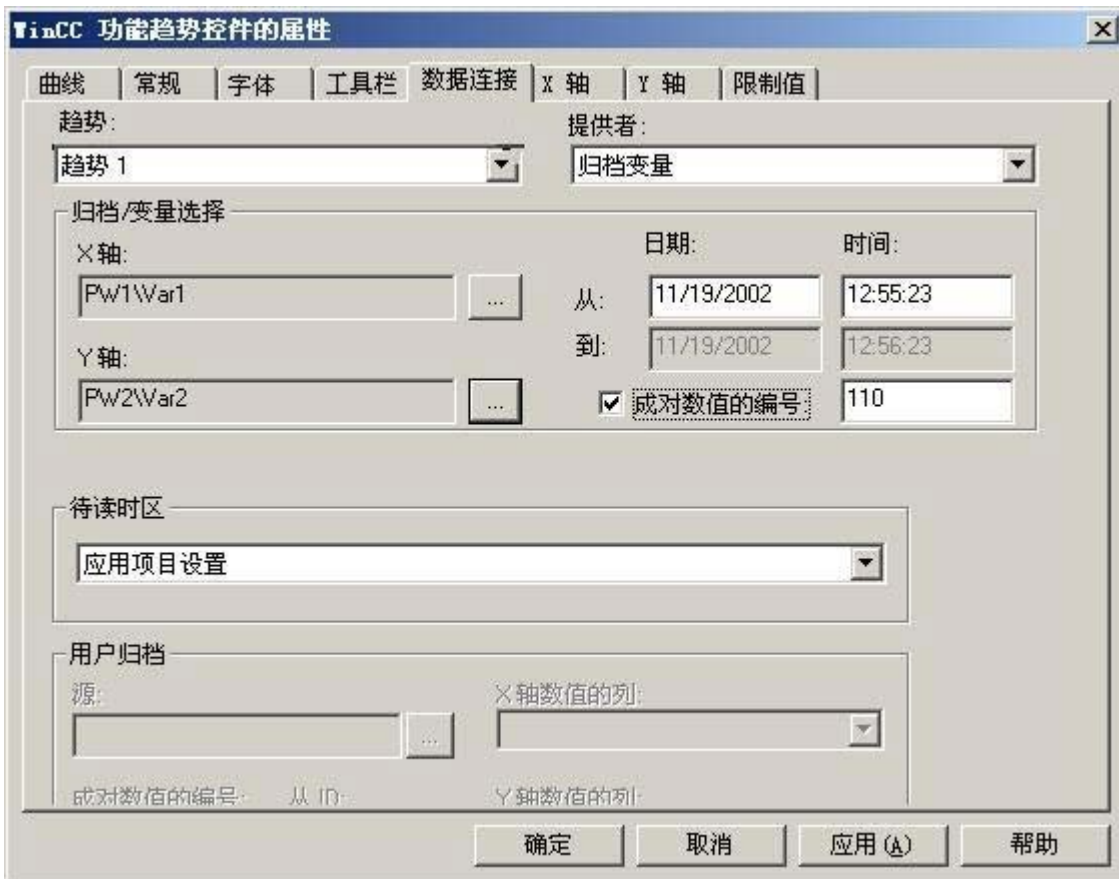 WinCC 功能趋势控件的属性
曲线 常规 字体 工具栏 数据连接 X 轴 Y 轴 限制值
趋势: 提供者:
趋势 1 归档变量
归档/变量选择
日期: 时间:
X轴:
PW1\Var1 ... 从: 11/19/2002 12:55:23
Y轴: 到: 11/19/2002 12:56:23
PW2\Var2 ... 成对数值的编号: 110
待读时区
应用项目设置
用户归档
源: X轴数值的列:
...
成对数值的编号: 从 ID: Y轴数值的列:
确定 取消 应用(A) 帮助